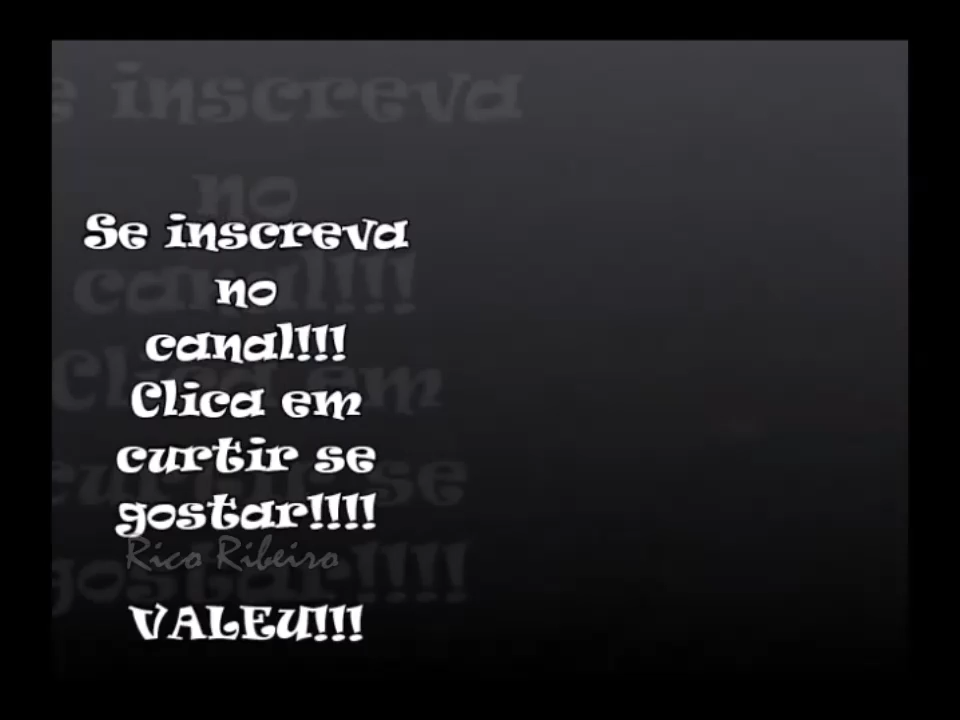 Se inscreva
no
canal!!!
Clica em
curtir se
gostar!!!!
Rico Ribeiro
VALEU!!!